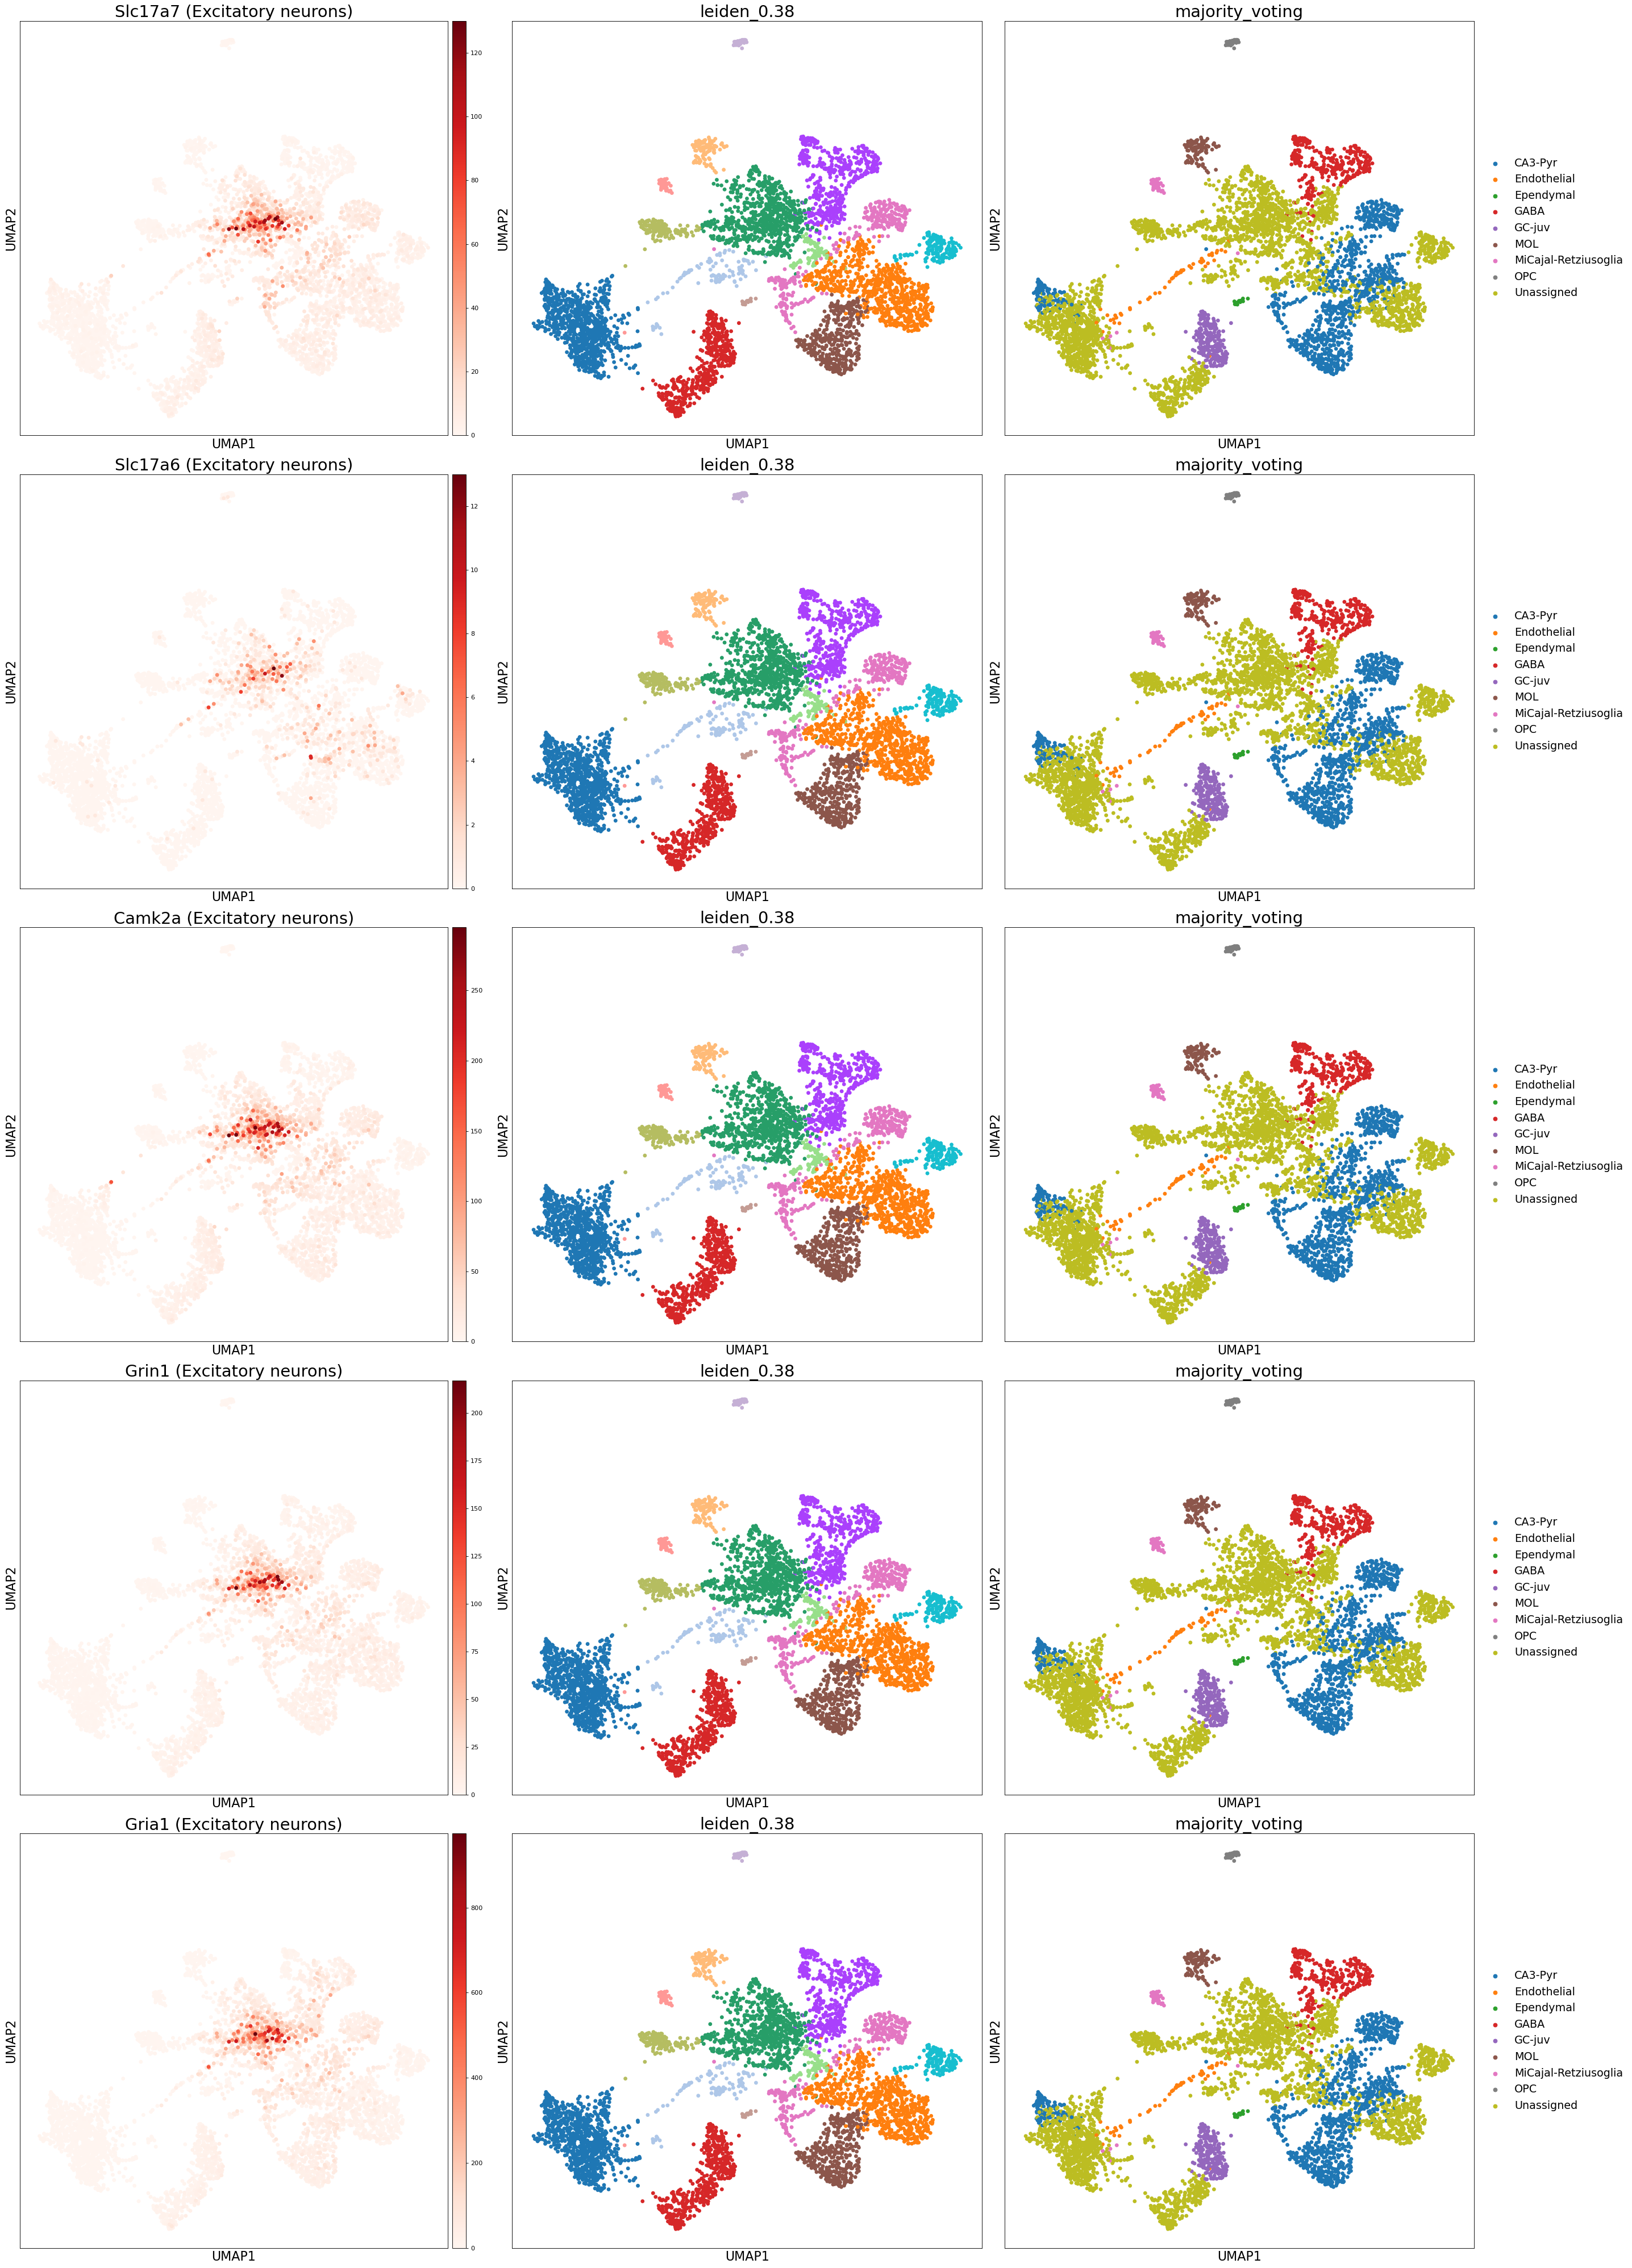 Slc17a7 (Excitatory neurons)
leiden_0.38
majority_voting
120
100
80
60
40
20
0
UMAP2
UMAP1
UMAP1
UMAP1
CA3-Pyr
Endothelial
Ependymal
GABA
GC-juv
MOL
MiCajal-Retziusoglia
OPC
Unassigned
Slc17a6 (Excitatory neurons)
leiden_0.38
majority_voting
12
10
8
6
4
2
0
UMAP2
UMAP2
UMAP2
UMAP1
UMAP1
UMAP1
CA3-Pyr
Endothelial
Ependymal
GABA
GC-juv
MOL
MiCajal-Retziusoglia
OPC
Unassigned
Camk2a (Excitatory neurons)
leiden_0.38
majority_voting
250
200
150
100
50
0
UMAP2
UMAP2
UMAP2
UMAP1
UMAP1
UMAP1
CA3-Pyr
Endothelial
Ependymal
GABA
GC-juv
MOL
MiCajal-Retziusoglia
OPC
Unassigned
Grin1 (Excitatory neurons)
leiden_0.38
majority_voting
200
175
150
125
100
75
50
25
0
UMAP2
UMAP2
UMAP2
UMAP1
UMAP1
UMAP1
CA3-Pyr
Endothelial
Ependymal
GABA
GC-juv
MOL
MiCajal-Retziusoglia
OPC
Unassigned
Gria1 (Excitatory neurons)
leiden_0.38
majority_voting
800
600
400
200
0
UMAP2
UMAP2
UMAP2
UMAP1
UMAP1
UMAP1
CA3-Pyr
Endothelial
Ependymal
GABA
GC-juv
MOL
MiCajal-Retziusoglia
OPC
Unassigned